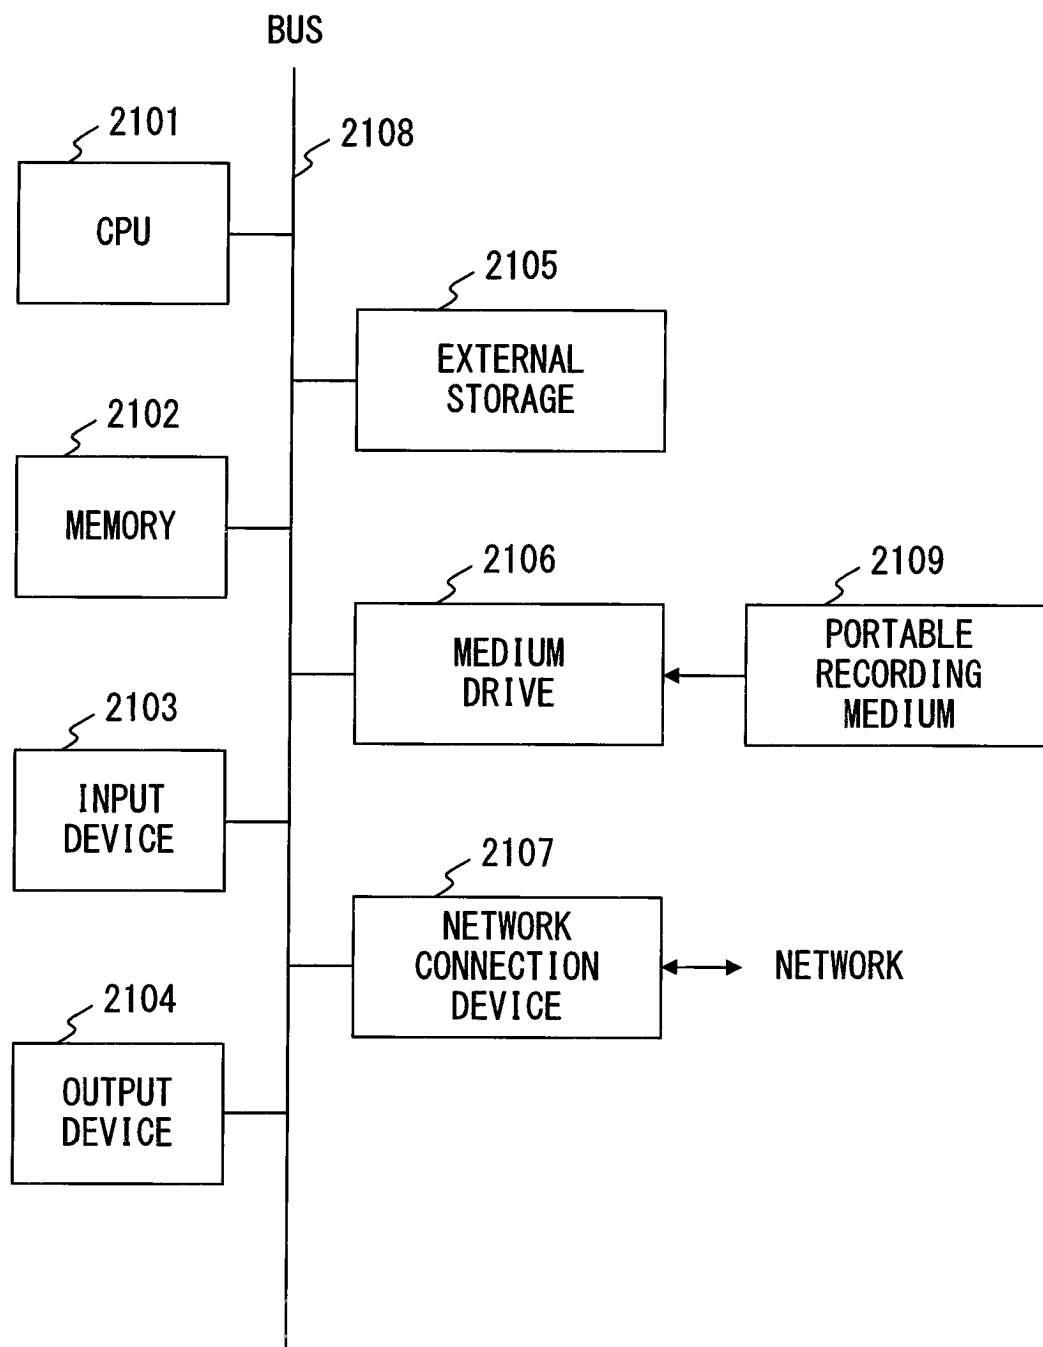 BUS
2101
2108
CPU
2105
EXTERNAL
STORAGE
2102
MEMORY
2106
MEDIUM
DRIVE
2109
PORTABLE
RECORDING
MEDIUM
2103
INPUT
DEVICE
2107
NETWORK
CONNECTION
DEVICE
NETWORK
2104
OUTPUT
DEVICE